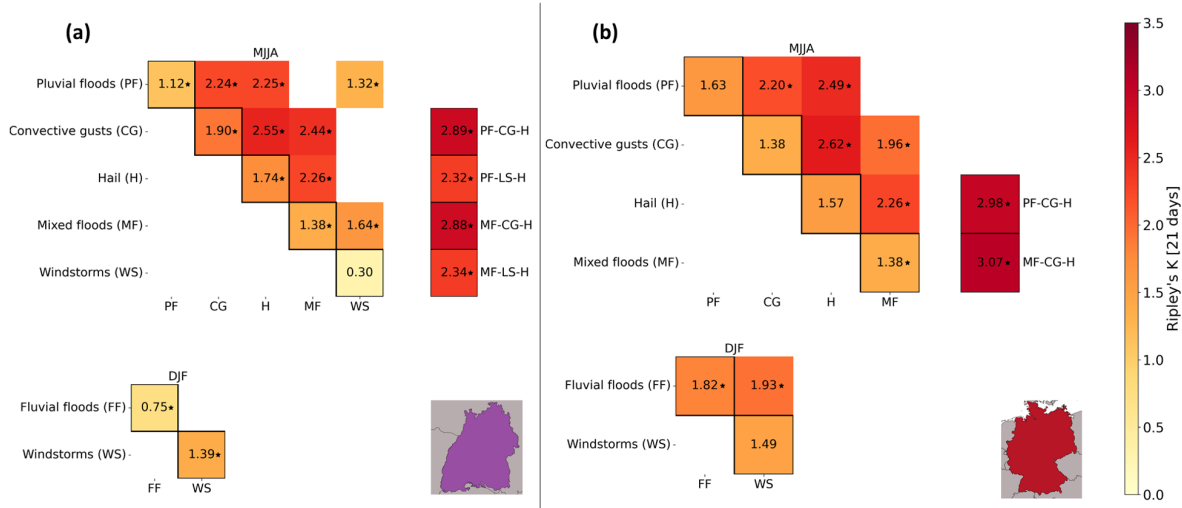 (a)
MJJA
Pluvial floods (PF) 1.12★ 2.24★ 2.25★ 1.32★
Convective gusts (CG) 1.90★ 2.55★ 2.44★ 2.89★ PF-CG-H
Hail (H) 1.74★ 2.26★ 2.32★ PF-LS-H
Mixed floods (MF) 1.38★ 1.64★ 2.88★ MF-CG-H
Windstorms (WS) 0.30 2.34★ MF-LS-H
PF CG H MF WS
DJF
Fluvial floods (FF) 0.75★
Windstorms (WS) 1.39★
FF WS
(b)
MJJA
Pluvial floods (PF) 1.63 2.20★ 2.49★
Convective gusts (CG) 1.38 2.62★ 1.96★
Hail (H) 1.57 2.26★ 2.98★ PF-CG-H
Mixed floods (MF) 1.38★ 3.07★ MF-CG-H
PF CG H MF
DJF
Fluvial floods (FF) 1.82★ 1.93★
Windstorms (WS) 1.49
FF WS
3.5
3.0
2.5
2.0
1.5
1.0
0.5
0.0
Ripley's K [21 days]